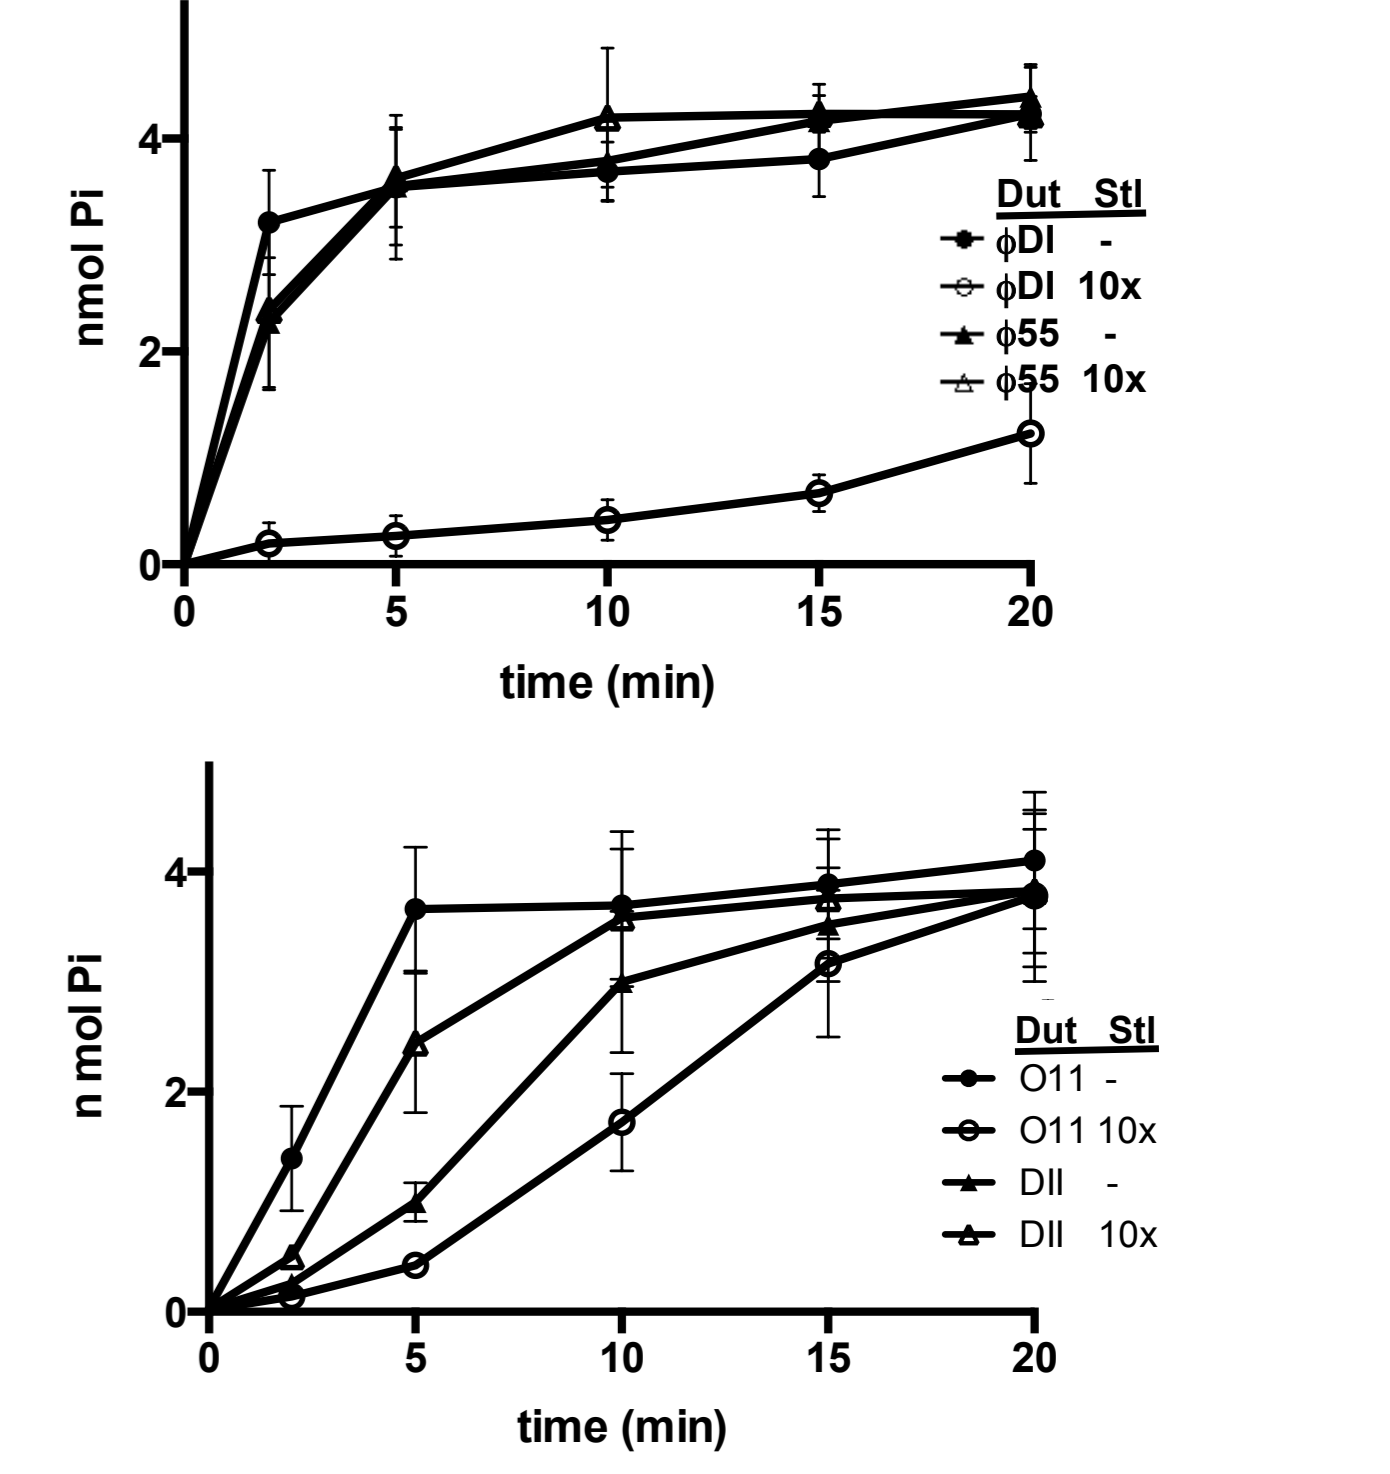 nmol Pi
4
2
0
0 5 10 15 20
time (min)
Dut Stl
ϕDI -
ϕDI 10x
ϕ55 -
ϕ55 10x
n mol Pi
4
2
0
0 5 10 15 20
time (min)
Dut Stl
O11 -
O11 10x
DII -
DII 10x